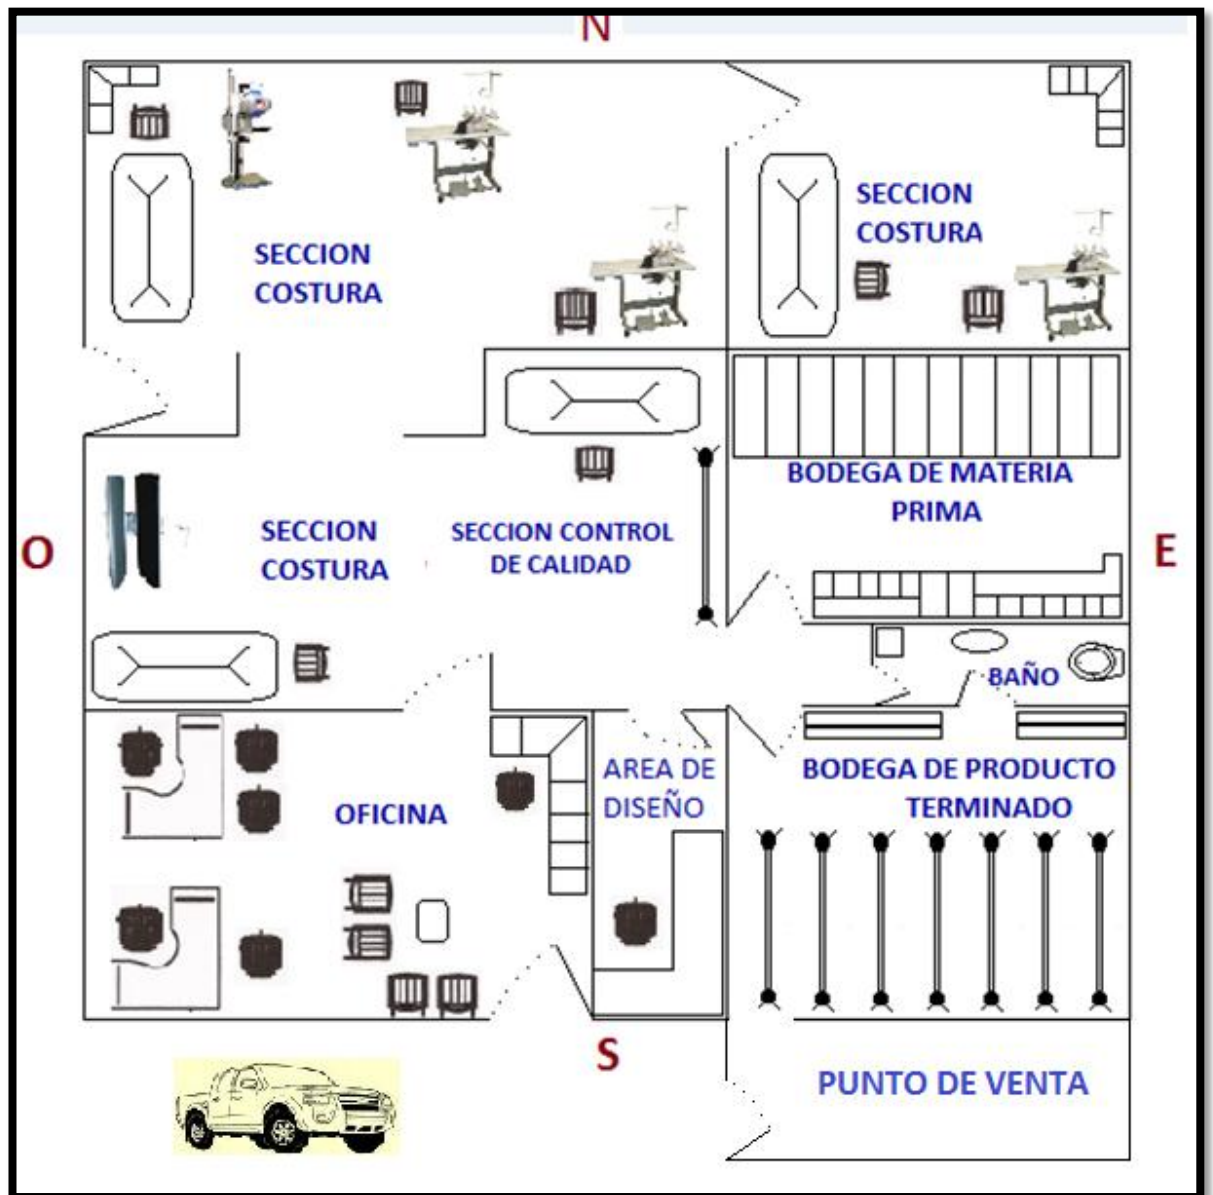 N
SECCION
COSTURA
SECCION
COSTURA
BODEGA DE MATERIA
PRIMA
SECCION
COSTURA
SECCION CONTROL
DE CALIDAD
O
E
BAÑO
OFICINA
AREA DE
DISEÑO
BODEGA DE PRODUCTO
TERMINADO
S
PUNTO DE VENTA